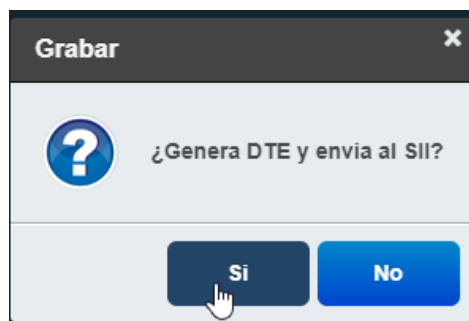 Grabar
¿Genera DTE y envia al SII?
Si
No